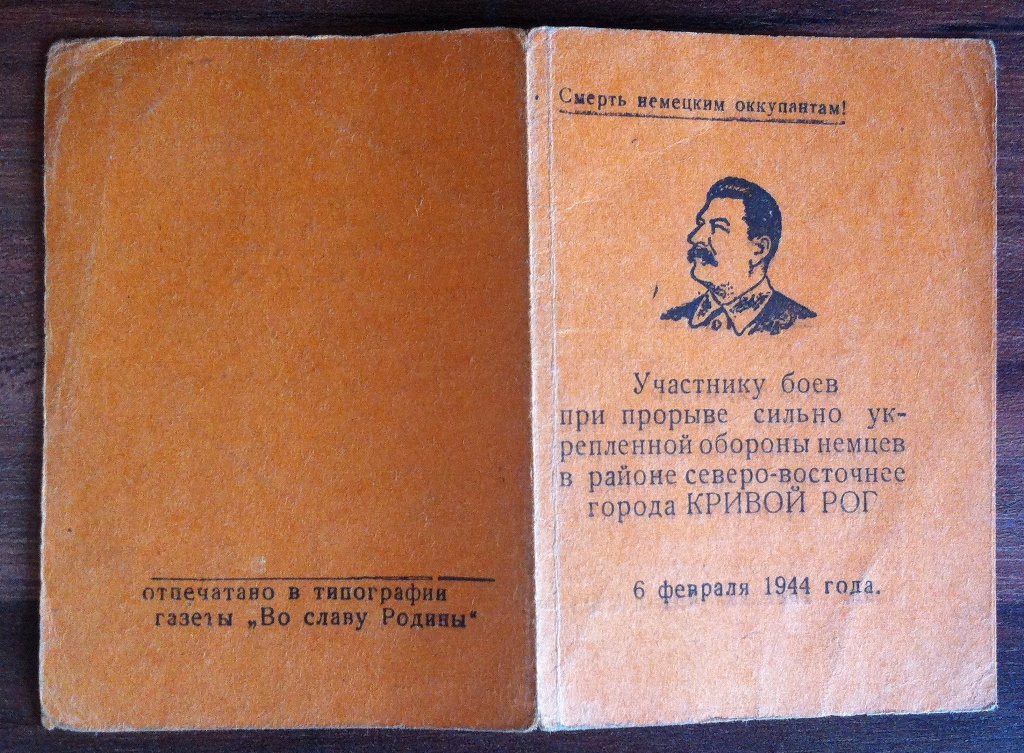 отпечатано в типографии
газеты „Во славу Родины“
Смерть немецким оккупантам!
Участнику боев
при прорыве сильно ук-
репленной обороны немцев
в районе северо-восточнее
города КРИВОЙ РОГ
6 февраля 1944 года.